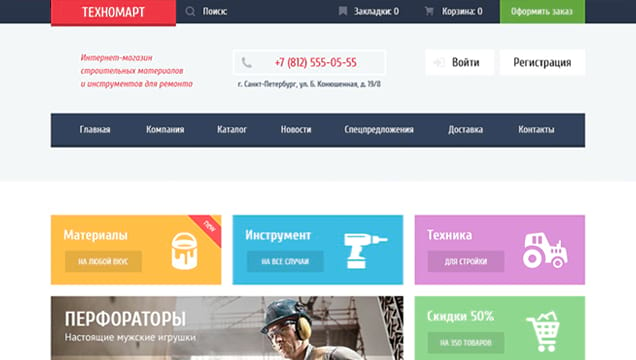 ТЕХНОМАРТ
Поиск:
Закладки: 0
Корзина: 0
Оформить заказ
Интернет-магазин
строительных материалов
и инструментов для ремонта
+7 (812) 555-05-55
г. Санкт-Петербург, ул. Б. Конюшенная, д. 19/8
Войти
Регистрация
Главная
Компания
Каталог
Новости
Спецпредложения
Доставка
Контакты
Материалы
НА ЛЮБОЙ ВКУС
new
Инструмент
НА ВСЕ СЛУЧАИ
Техника
ДЛЯ СТРОЙКИ
ПЕРФОРАТОРЫ
Настоящие мужские игрушки
Скидки 50%
НА 350 ТОВАРОВ